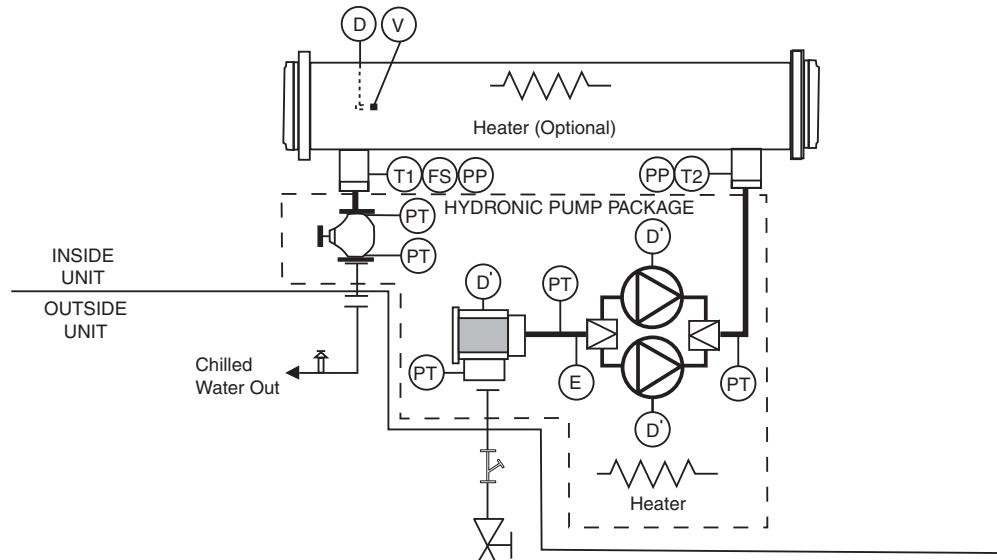 D V
Heater (Optional)
T1 FS PP
PP T2
HYDRONIC PUMP PACKAGE
PT
PT
D'
INSIDE
UNIT
OUTSIDE
UNIT
D'
PT
Chilled
Water Out
PT
E
PT
D'
Heater